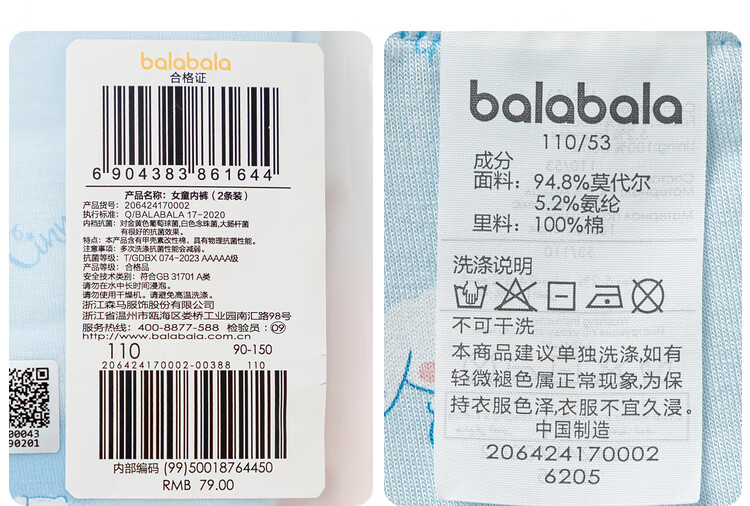 balabala
合格证
6 904383 861644
产品名称: 女童内裤 (2条装)
产品货号: 206424170002
执行标准: Q/BALABALA 17-2020
内裆抗菌: 对金黄色葡萄球菌,白色念珠菌,大肠杆菌
有很好的抗菌效果。
特点: 本产品含有甲壳素改性棉, 具有物理抗菌性能。
注意事项: 多次洗涤抗菌性能会减弱。
抗菌等级: T/GDBX 074-2023 AAAAA级
产品等级: 合格品
安全技术类别: 符合GB 31701 A类
请勿在水中长时间浸泡。
请勿使用干燥机。请避免高温洗涤。
浙江森马服饰股份有限公司
浙江省温州市瓯海区娄桥工业园南汇路98号
服务热线: 400-8877-588 检验员: 09
http://www.balabala.com.cn
110 90-150
206424170002-00388 110
内部编码 (99)50018764450
RMB 79.00
00043
90201
Cinn
balabala
110/53
成分
面料: 94.8%莫代尔
5.2%氨纶
里料: 100%棉
洗涤说明
不可干洗
本商品建议单独洗涤,如有
轻微褪色属正常现象,为保
持衣服色泽,衣服不宜久浸。
中国制造
206424170002
6205